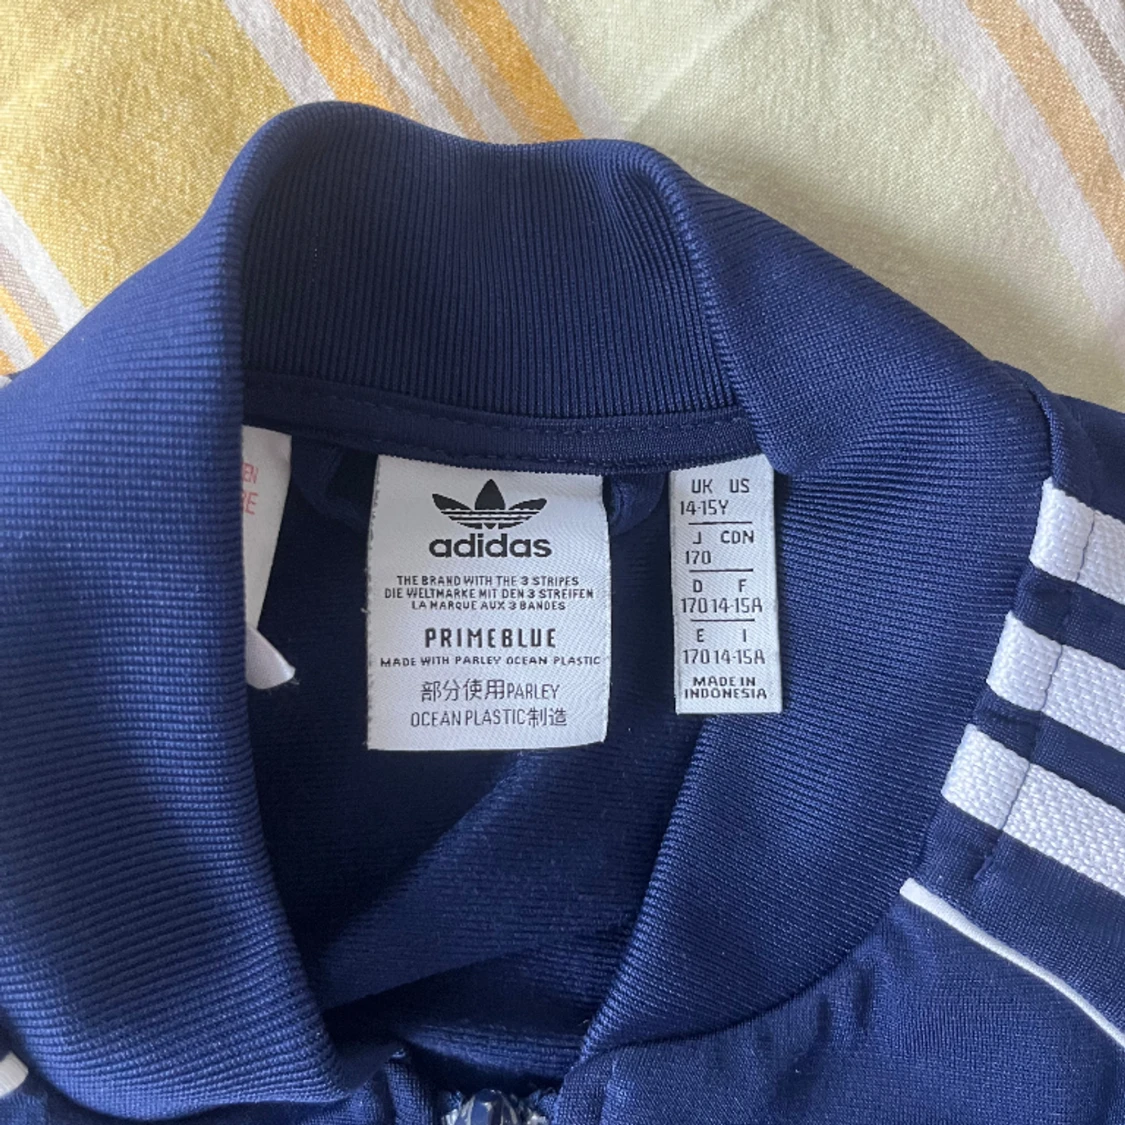 EN
RE
adidas
THE BRAND WITH THE 3 STRIPES
DIE WELTMARKE MIT DEN 3 STREIFEN
LA MARQUE AUX 3 BANDES
PRIMEBLUE
MADE WITH PARLEY OCEAN PLASTIC
部分使用PARLEY
OCEAN PLASTIC制造
UK US
14-15Y
J CDN
170
D F
170 14-15A
E I
170 14-15A
MADE IN
INDONESIA